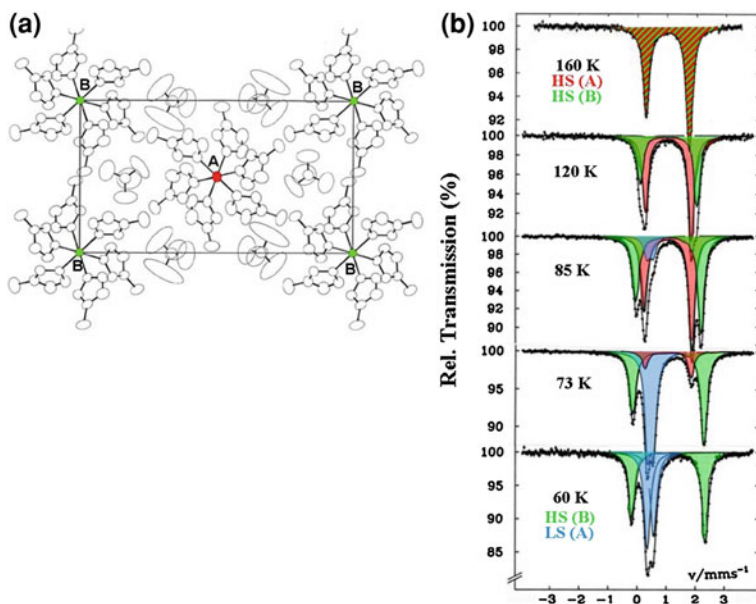 (a)
B
B
A
B
B
(b)
Rel. Transmission (%)
100
98
96
94
92
160 K
HS (A)
HS (B)
100
98
96
94
92
120 K
100
98
96
94
92
90
85 K
100
95
90
73 K
100
95
90
85
60 K
HS (B)
LS (A)
v/mms⁻¹
-3 -2 -1 0 1 2 3